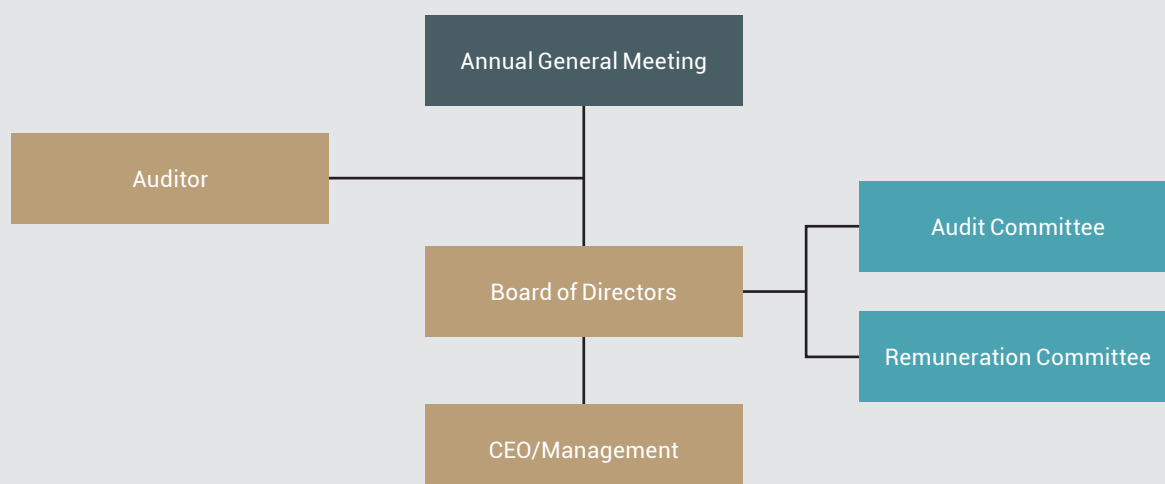 Annual General Meeting
Auditor
Audit Committee
Board of Directors
Remuneration Committee
CEO/Management